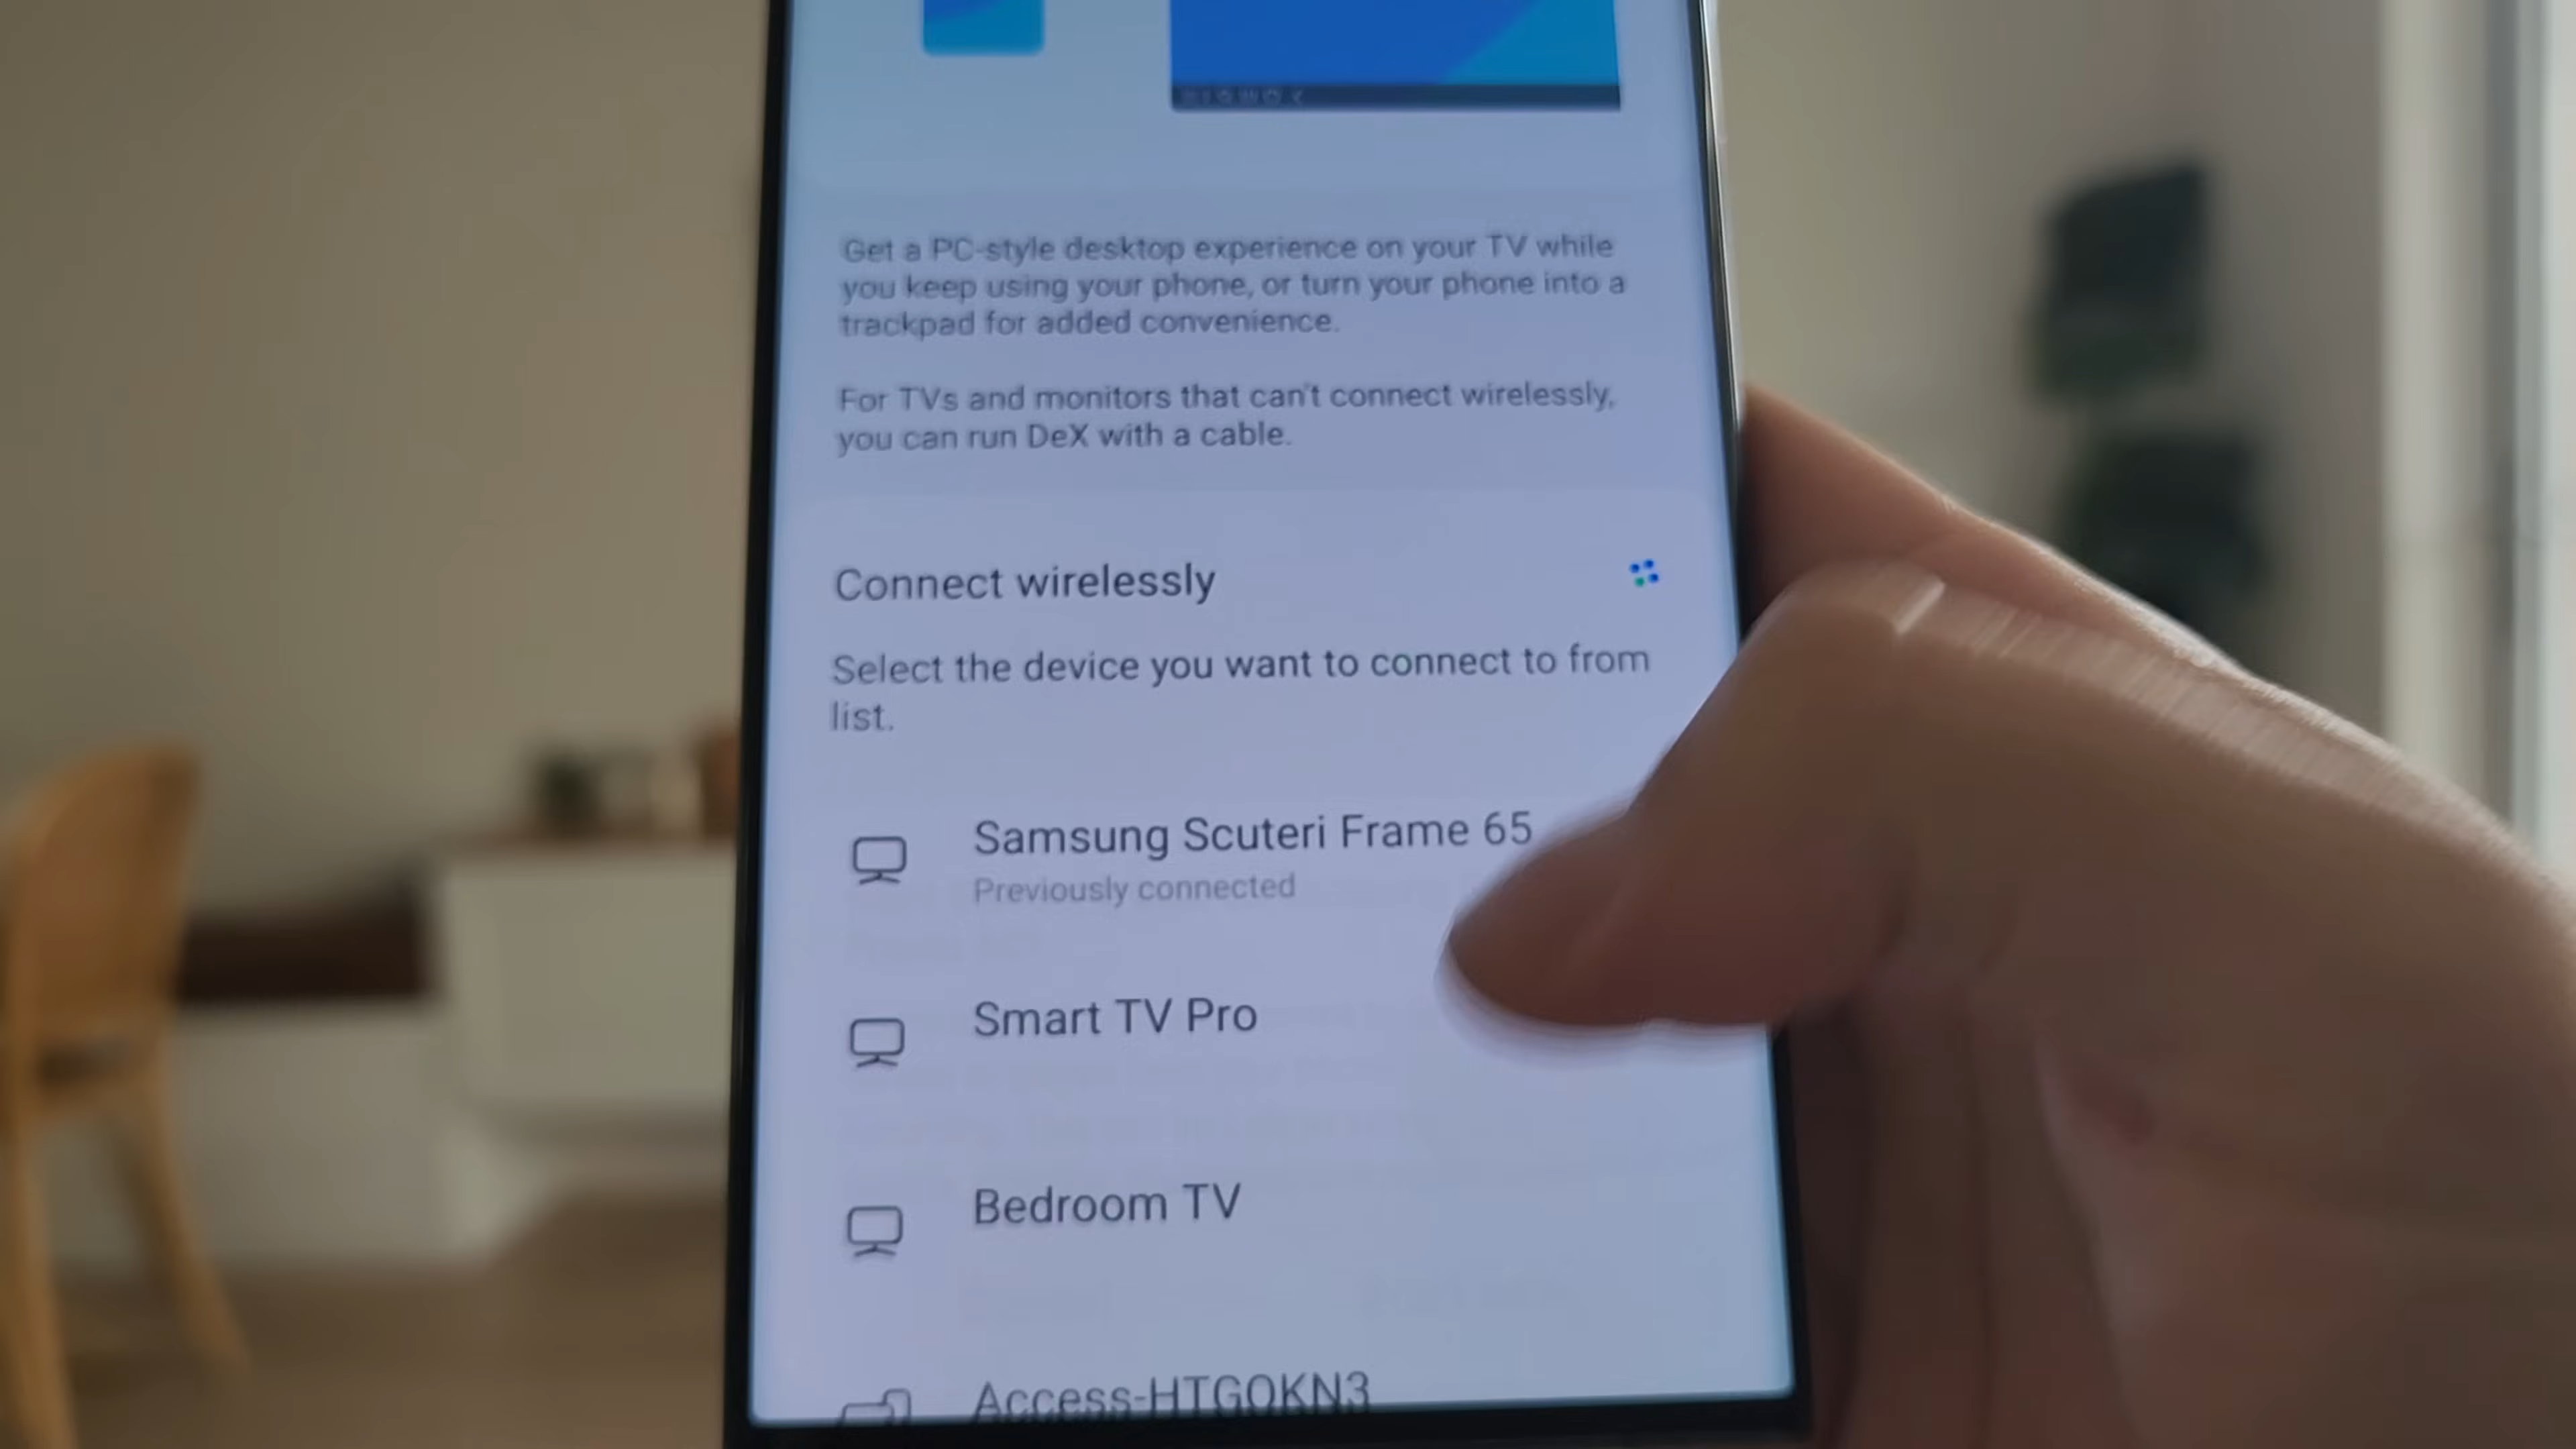 Get a PC-style desktop experience on your TV while
you keep using your phone, or turn your phone into a
trackpad for added convenience.
For TVs and monitors that can't connect wirelessly,
you can run DeX with a cable.
Connect wirelessly
Select the device you want to connect to from
list.
Samsung Scuteri Frame 65
Previously connected
Smart TV Pro
Bedroom TV
Access-HTGOKN3